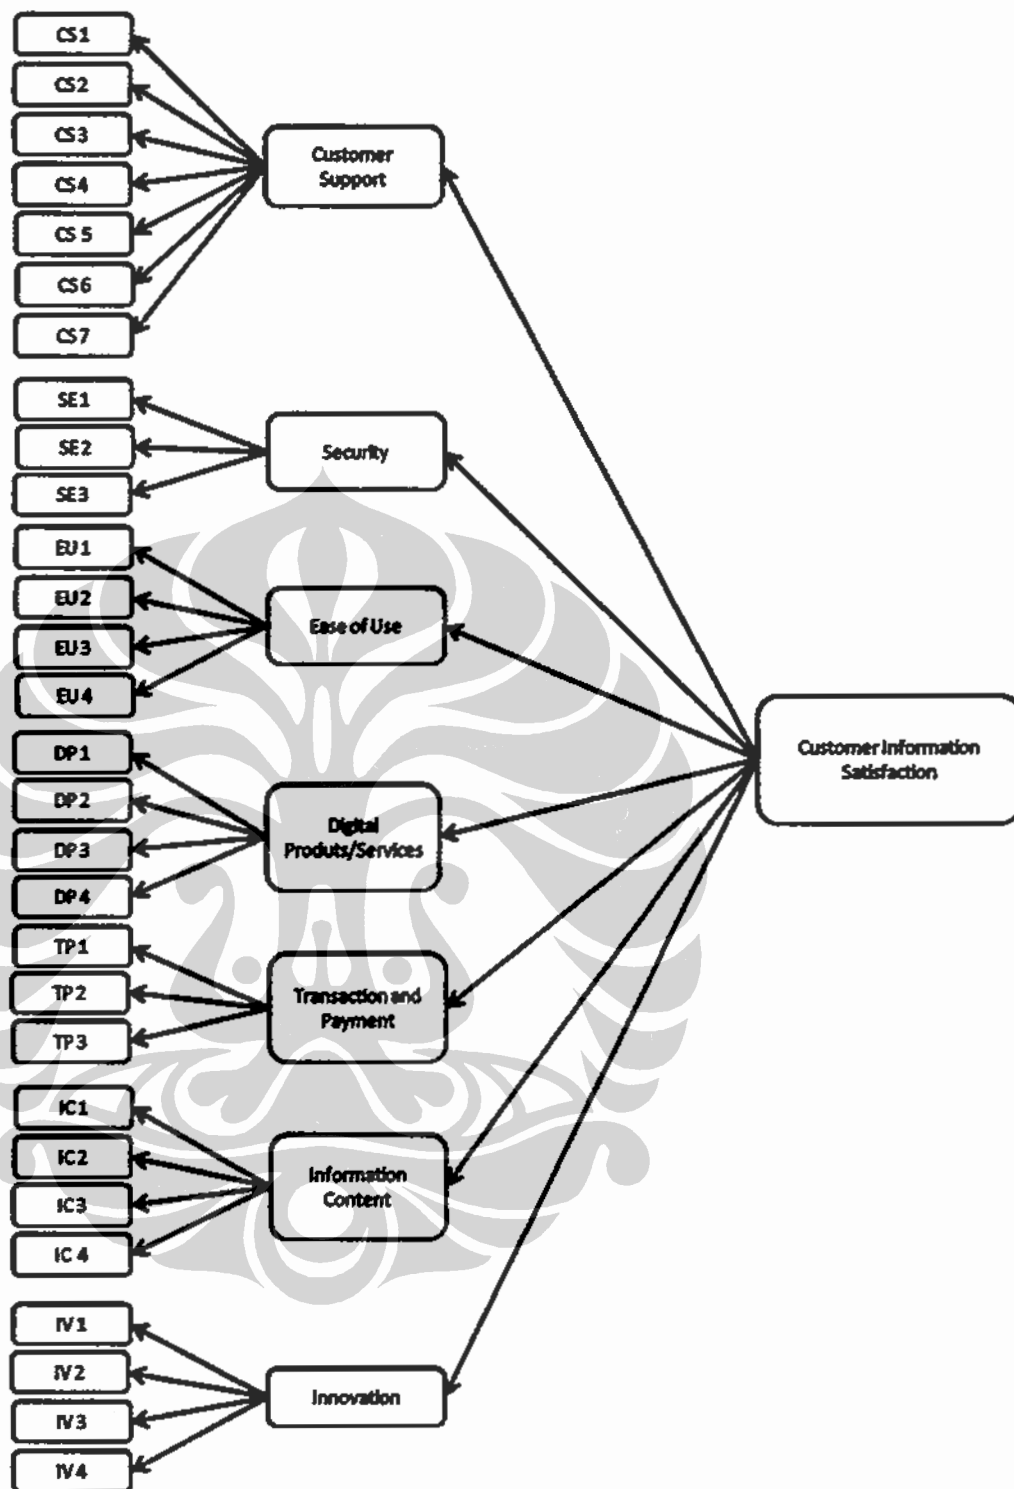 CS1
CS2
CS3
CS4
CS 5
CS6
CS7
Customer
Support
SE1
SE2
SE3
Security
EU1
EU2
EU3
EU4
Ease of Use
DP1
DP2
DP3
DP4
Digital
Produts/Services
TP1
TP2
TP3
Transaction and
Payment
IC1
IC2
IC3
IC 4
Information
Content
IV1
IV2
IV3
IV4
Innovation
Customer Information
Satisfaction